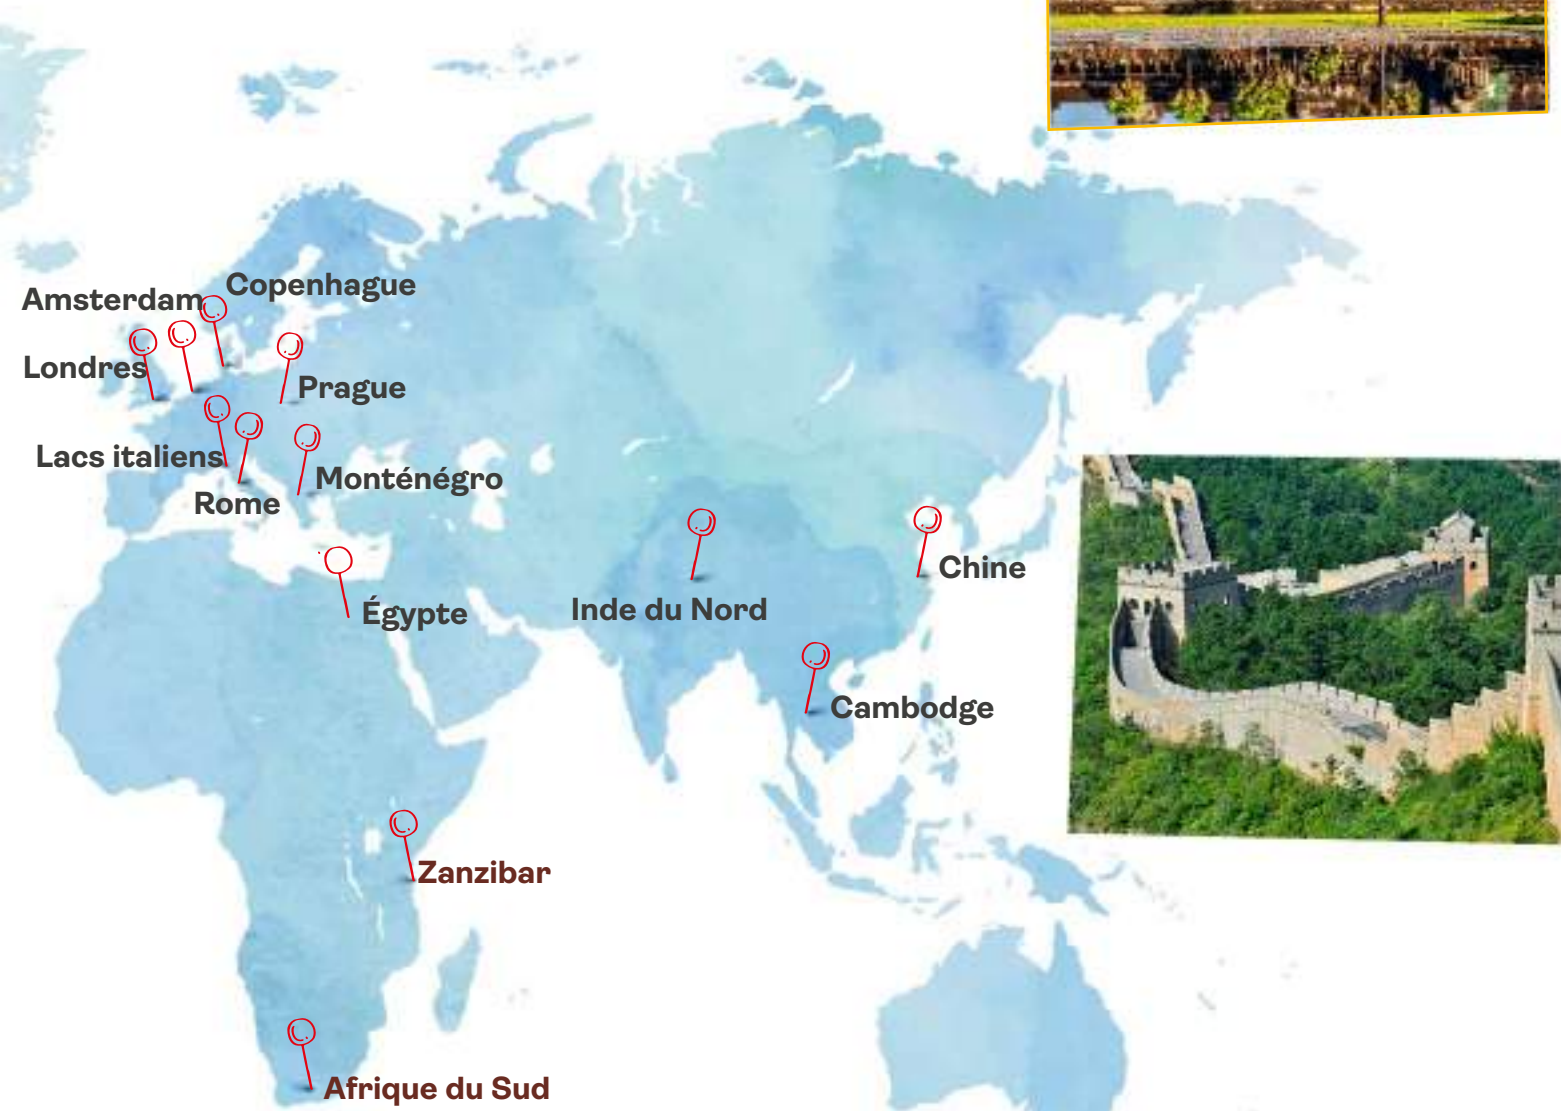 Copenhague
Amsterdam
Londres
Prague
Lacs italiens
Monténégro
Rome
Chine
Égypte
Inde du Nord
Cambodge
Zanzibar
Afrique du Sud